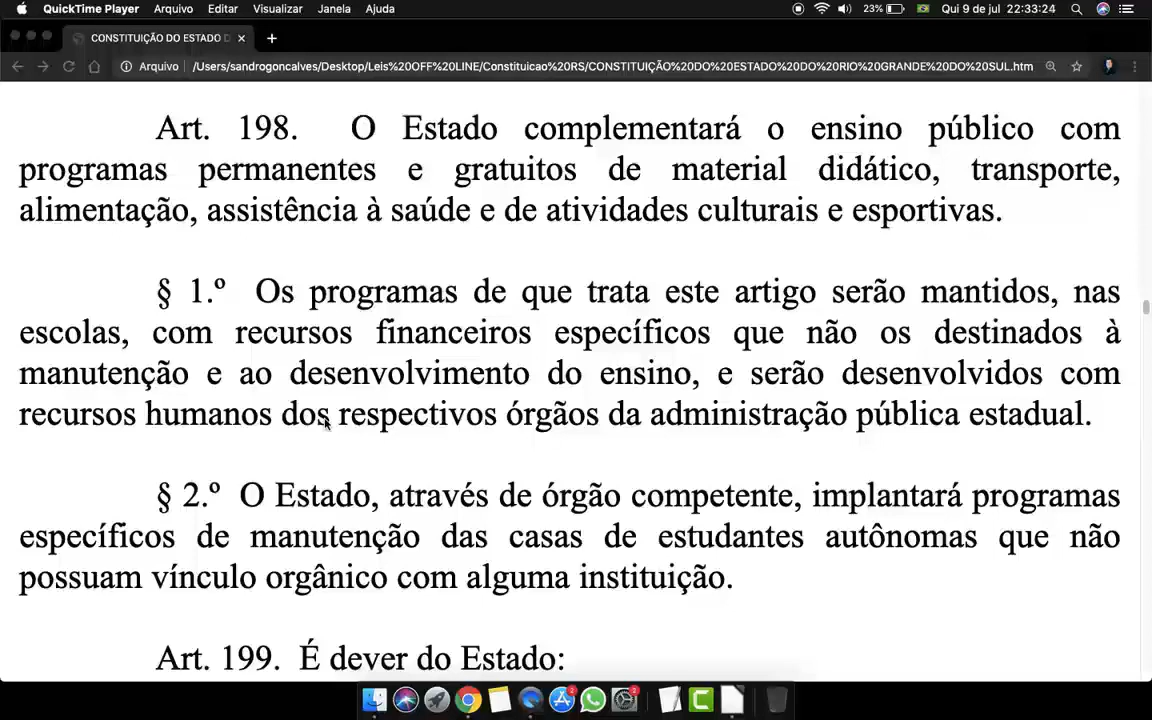 QuickTime Player Arquivo Editar Visualizar Janela Ajuda 23% Qui 9 de jul 22:33:24
CONSTITUIÇÃO DO ESTADO D
Arquivo /Users/sandrogoncalves/Desktop/Leis%20OFF%20LINE/Constituicao%20RS/CONSTITUIÇÃO%20DO%20ESTADO%20DO%20RIO%20GRANDE%20DO%20SUL.htm
Art. 198. O Estado complementará o ensino público com
programas permanentes e gratuitos de material didático, transporte,
alimentação, assistência à saúde e de atividades culturais e esportivas.
§ 1.º Os programas de que trata este artigo serão mantidos, nas
escolas, com recursos financeiros específicos que não os destinados à
manutenção e ao desenvolvimento do ensino, e serão desenvolvidos com
recursos humanos dos respectivos órgãos da administração pública estadual.
§ 2.º O Estado, através de órgão competente, implantará programas
específicos de manutenção das casas de estudantes autônomas que não
possuam vínculo orgânico com alguma instituição.
Art. 199. É dever do Estado: